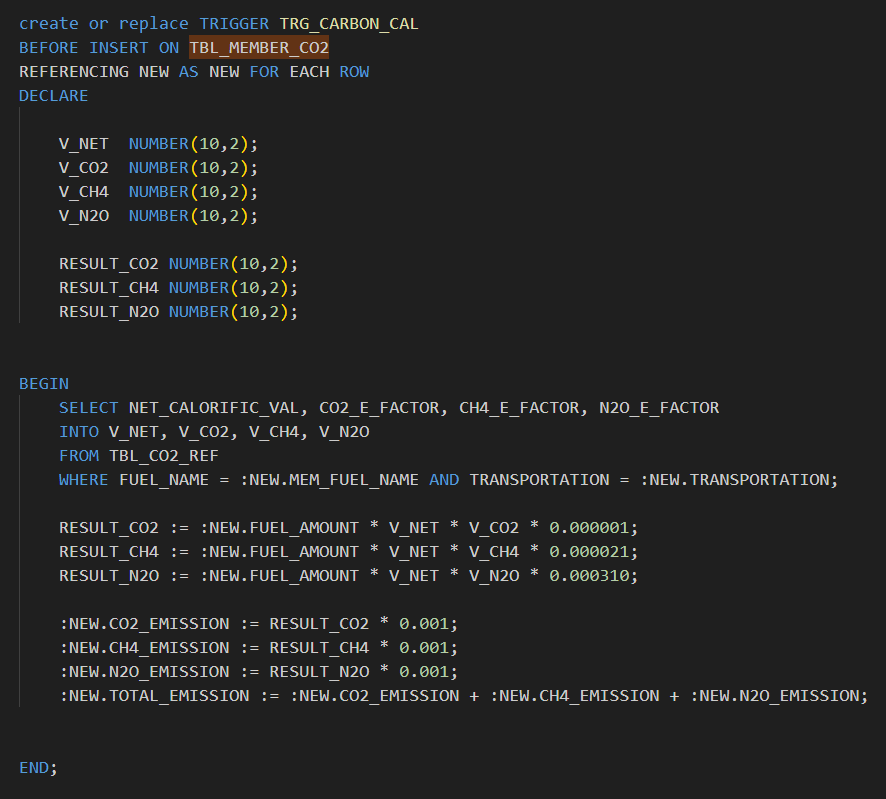 create or replace TRIGGER TRG_CARBON_CAL
BEFORE INSERT ON TBL_MEMBER_CO2
REFERENCING NEW AS NEW FOR EACH ROW
DECLARE
V_NET  NUMBER(10,2);
V_CO2  NUMBER(10,2);
V_CH4  NUMBER(10,2);
V_N2O  NUMBER(10,2);
RESULT_CO2 NUMBER(10,2);
RESULT_CH4 NUMBER(10,2);
RESULT_N2O NUMBER(10,2);
BEGIN
SELECT NET_CALORIFIC_VAL, CO2_E_FACTOR, CH4_E_FACTOR, N2O_E_FACTOR
INTO V_NET, V_CO2, V_CH4, V_N2O
FROM TBL_CO2_REF
WHERE FUEL_NAME = :NEW.MEM_FUEL_NAME AND TRANSPORTATION = :NEW.TRANSPORTATION;
RESULT_CO2 := :NEW.FUEL_AMOUNT * V_NET * V_CO2 * 0.000001;
RESULT_CH4 := :NEW.FUEL_AMOUNT * V_NET * V_CH4 * 0.000021;
RESULT_N2O := :NEW.FUEL_AMOUNT * V_NET * V_N2O * 0.000310;
:NEW.CO2_EMISSION := RESULT_CO2 * 0.001;
:NEW.CH4_EMISSION := RESULT_CH4 * 0.001;
:NEW.N2O_EMISSION := RESULT_N2O * 0.001;
:NEW.TOTAL_EMISSION := :NEW.CO2_EMISSION + :NEW.CH4_EMISSION + :NEW.N2O_EMISSION;
END;